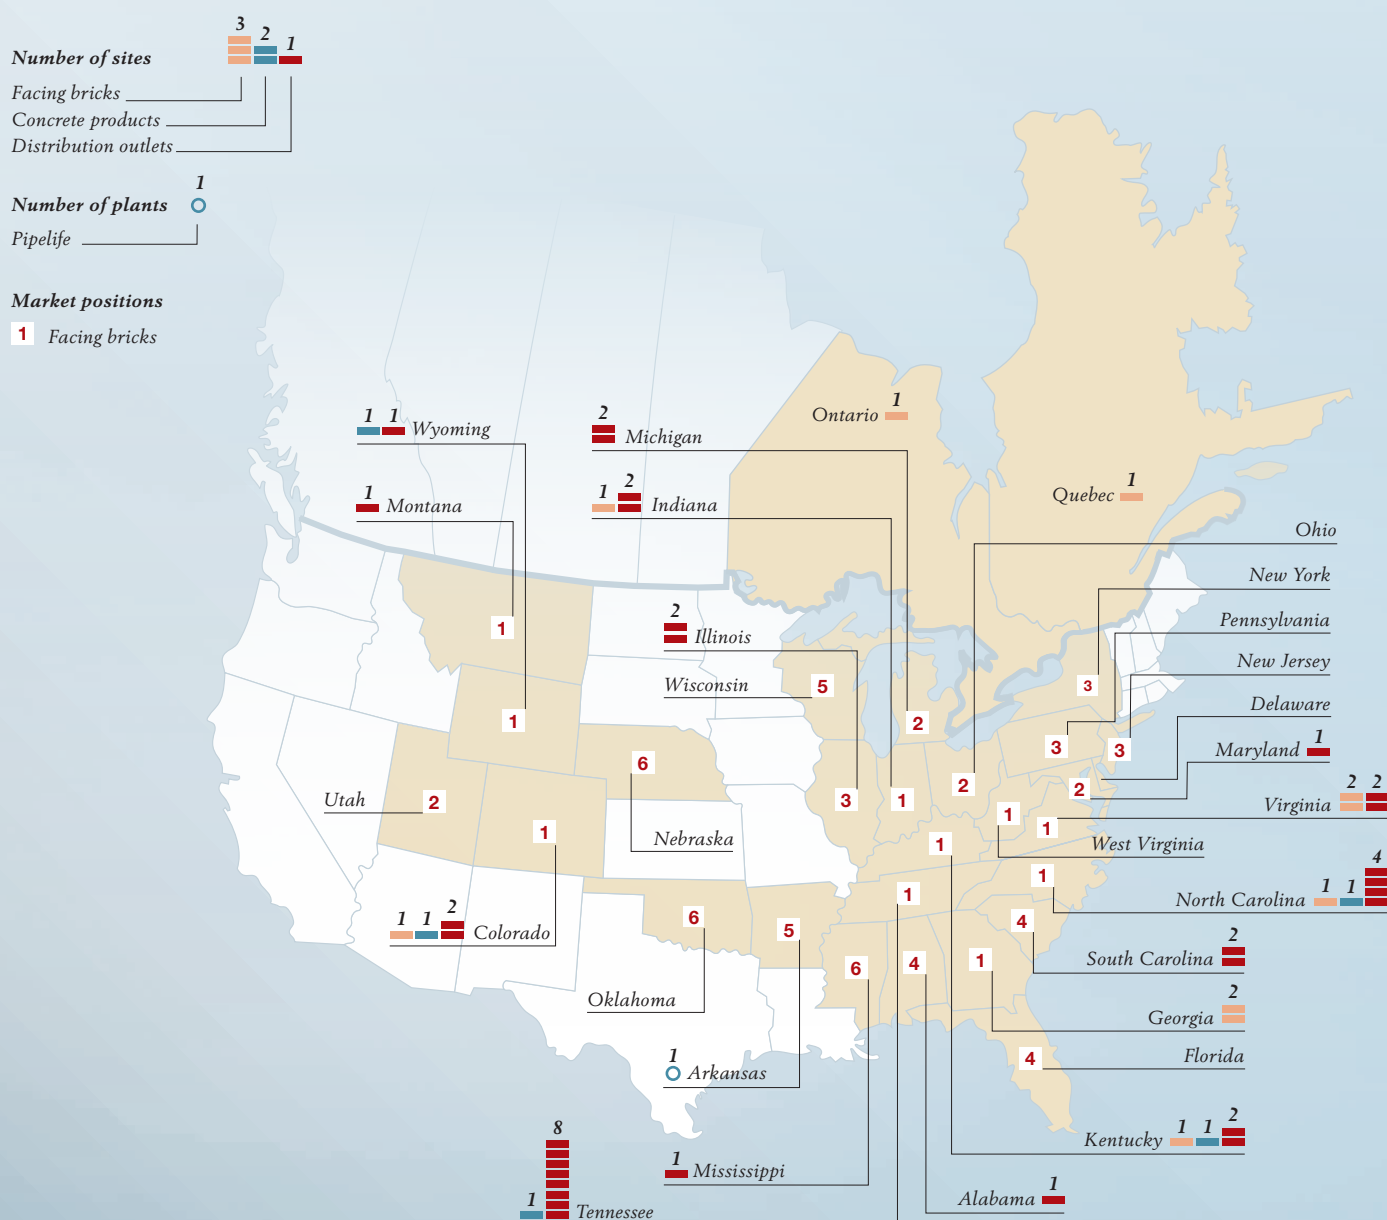 3 2 1
Number of sites
Facing bricks
Concrete products
Distribution outlets
1
Number of plants
Pipelife
Market positions
1 Facing bricks
1 1 Wyoming
1 Montana
2 Michigan
1 2 Indiana
Ontario 1
Quebec 1
Ohio
New York
Pennsylvania
New Jersey
Delaware
Maryland 1
Virginia 2 2
West Virginia
North Carolina 1 1 4
South Carolina 2
Georgia 2
Florida
Kentucky 1 1 2
Alabama 1
2 Illinois
Wisconsin
Utah
Nebraska
1 1 2 Colorado
Oklahoma
1 Arkansas
1 Mississippi
8
1 Tennessee
1
1
5
3
2
6
3 3
2
2
3 1 2
1
1
1
1
1
1
6
5
4
6 4 1
4